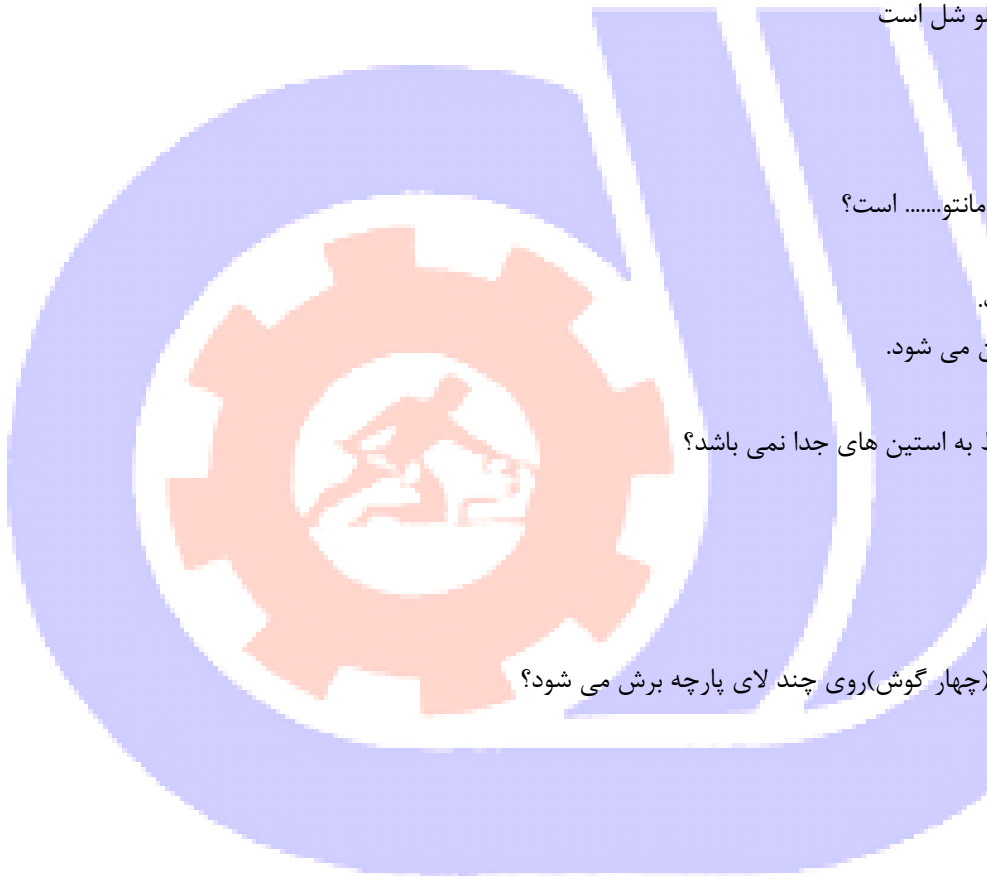 شل است
مانتو....... است؟
می شود.
به استین های جدا نمی باشد؟
(چهار گوش)روی چند لای پارچه برش می شود؟